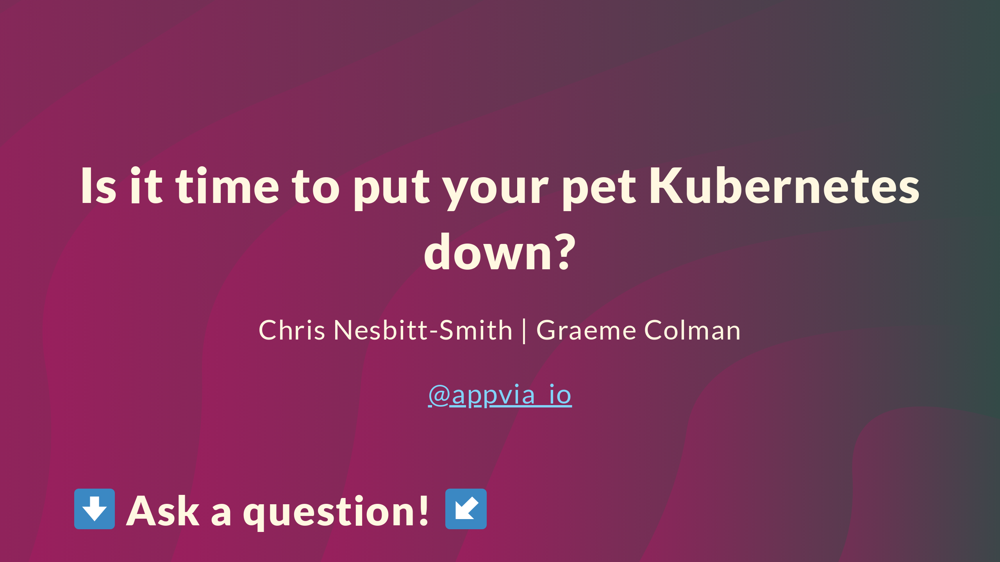 Is it time to put your pet Kubernetes
down?
Chris Nesbitt-Smith | Graeme Colman
@appvia_io
⬇️ Ask a question! ↙️